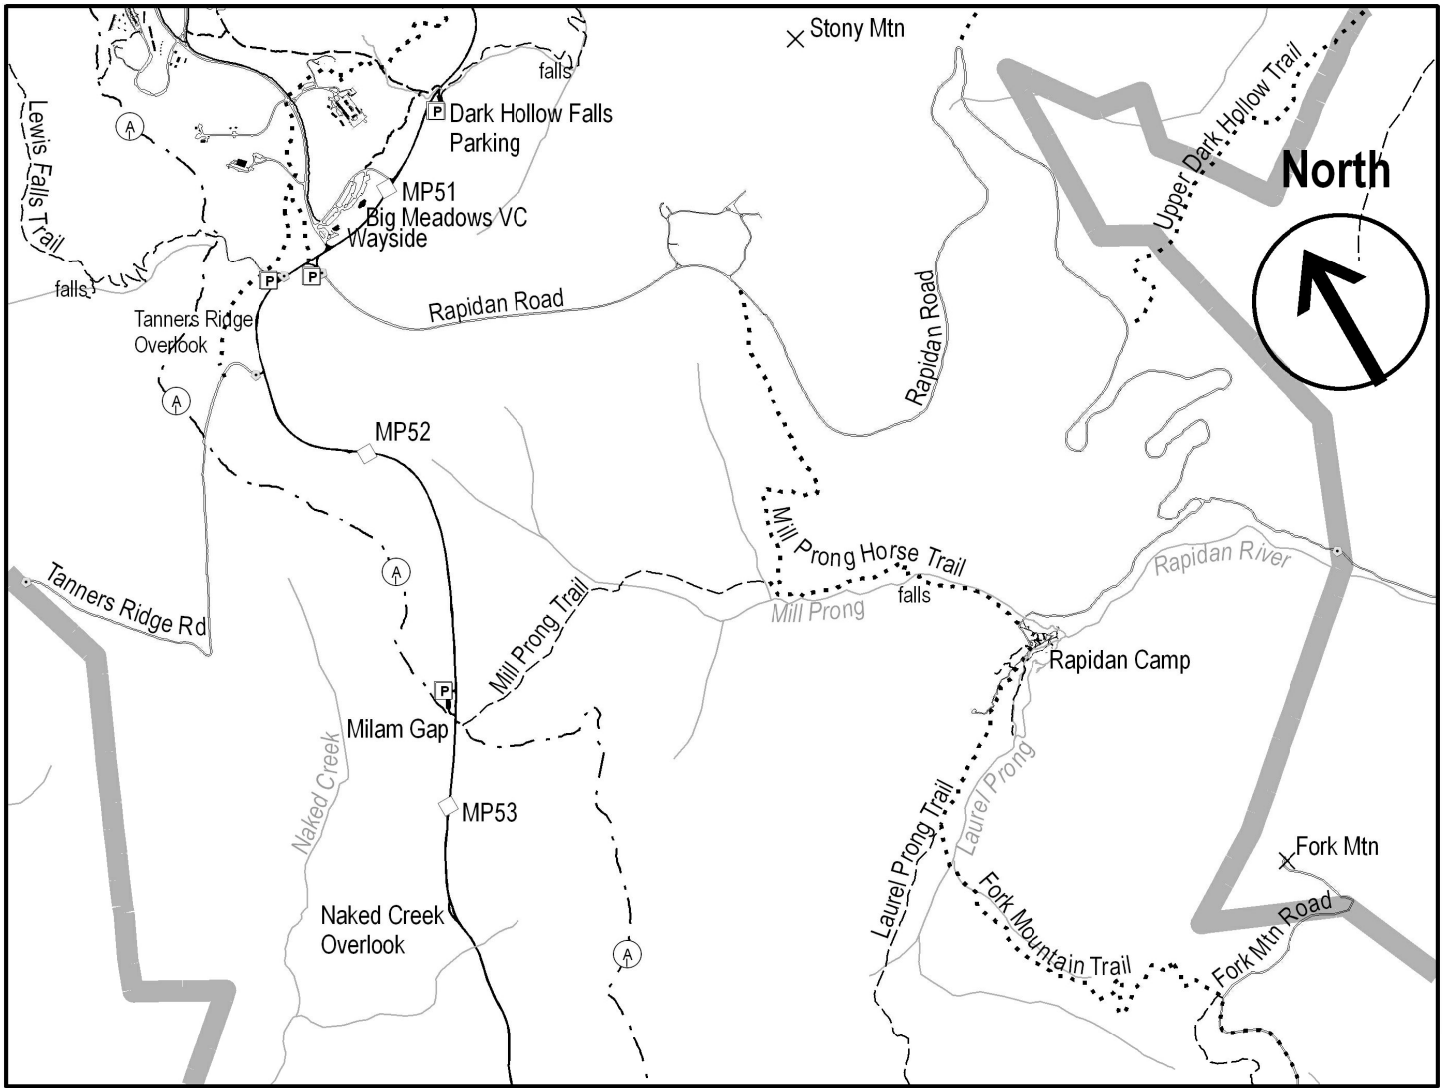 Stony Mtn
falls
P
Dark Hollow Falls
Parking
A
Lewis Falls Trail
Upper Dark Hollow Trail
North
MP51
Big Meadows VC
Wayside
falls
P
P
Rapidan Road
Rapidan Road
Tanners Ridge
Overlook
A
MP52
Mill Prong Horse Trail
Rapidan River
A
Tanners Ridge Rd
Mill Prong Trail
falls
Mill Prong
Rapidan Camp
P
Milam Gap
Naked Creek
Laurel Prong
MP53
Laurel Prong Trail
Fork Mtn
Fork Mountain Trail
Fork Mtn Road
Naked Creek
Overlook
A